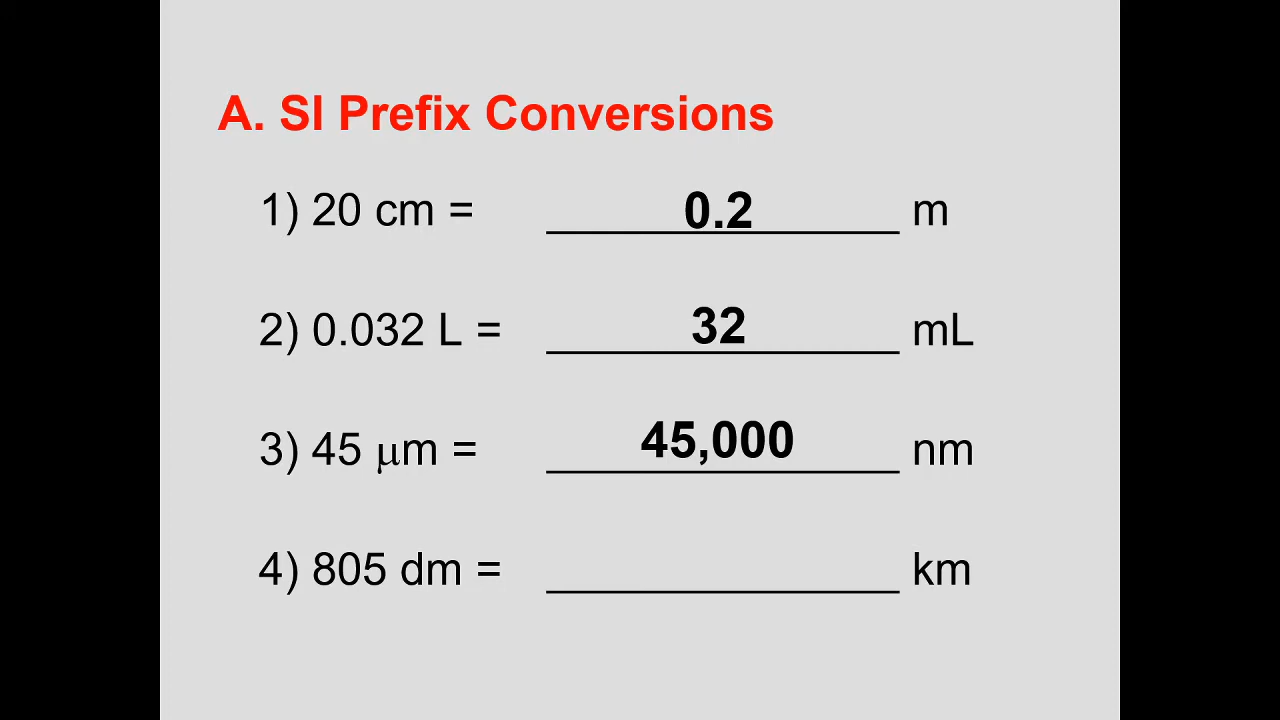 A. SI Prefix Conversions
1) 20 cm = 0.2 m
2) 0.032 L = 32 mL
3) 45 μm = 45,000 nm
4) 805 dm = ______________ km